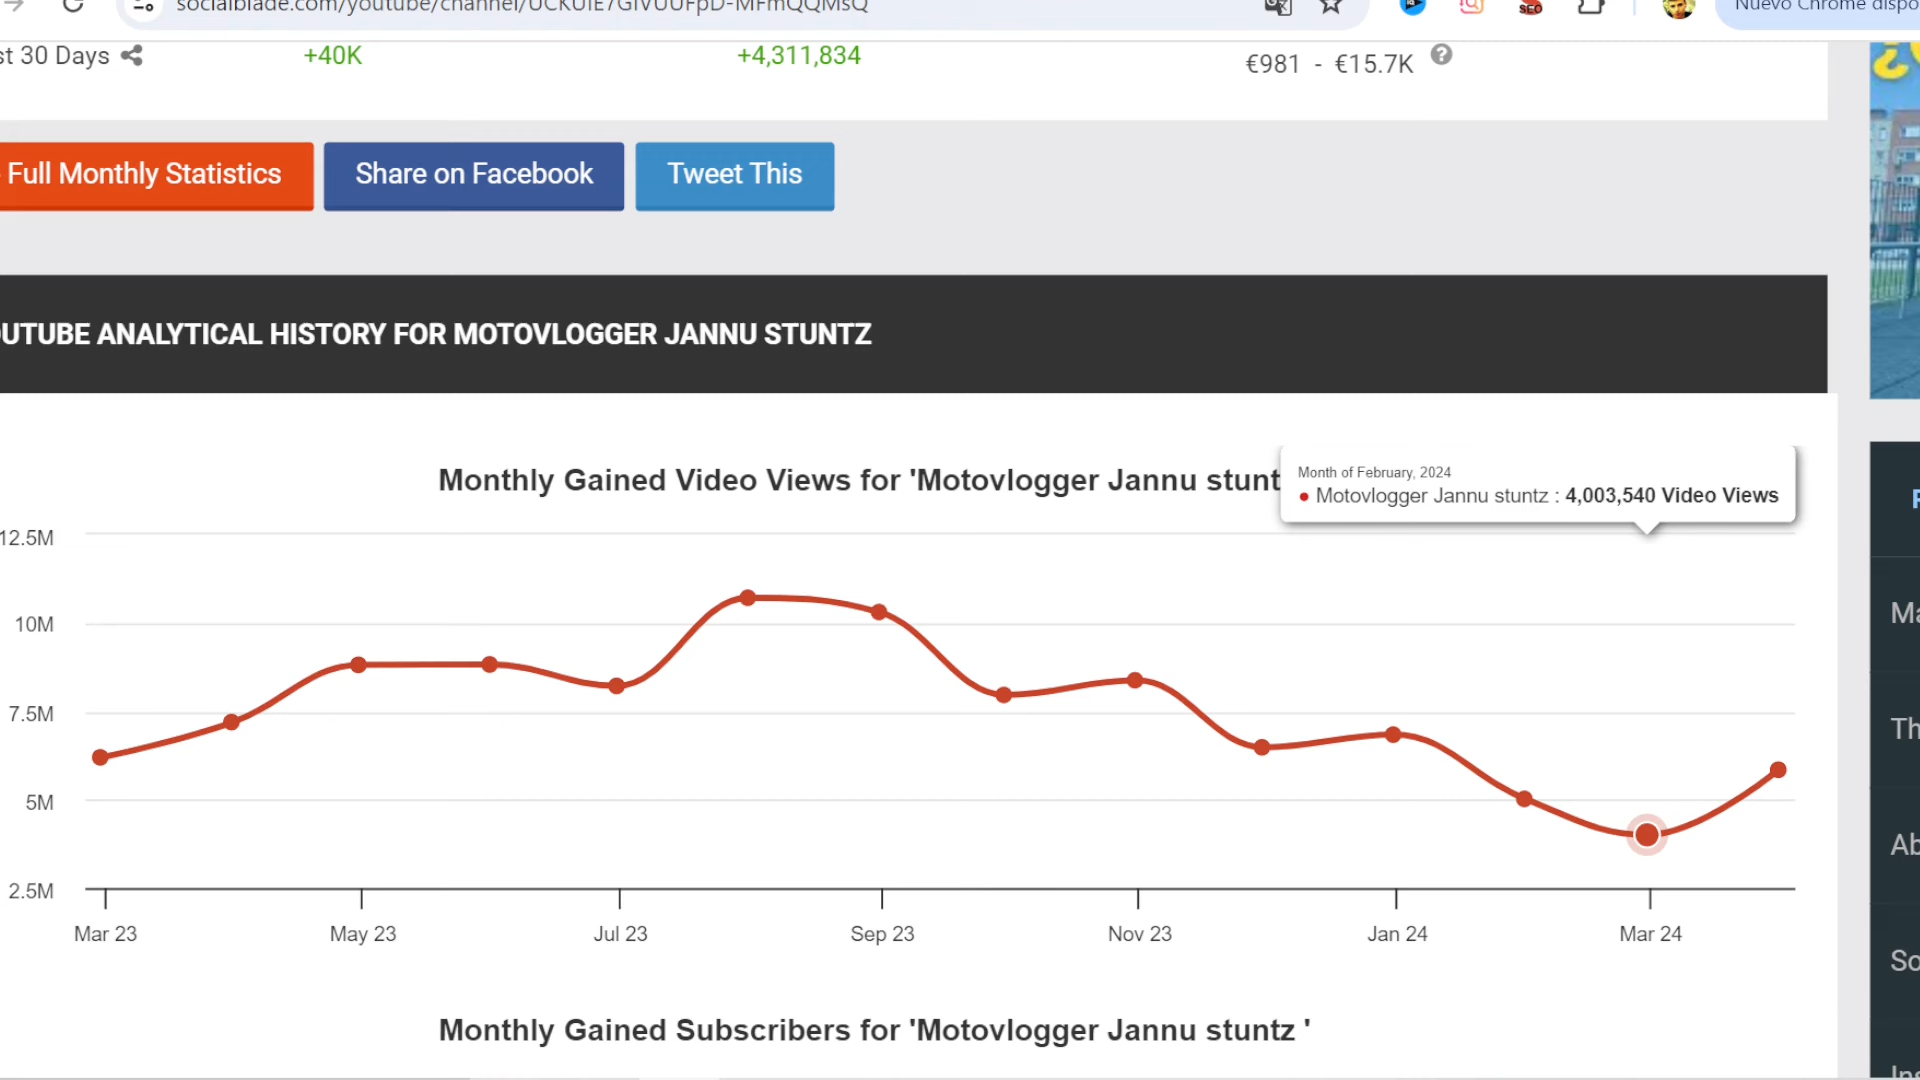 socialblade.com/youtube/channel/
Nuevo Chrome dispo
st 30 Days
+40K
+4,311,834
€981 - €15.7K
Full Monthly Statistics
Share on Facebook
Tweet This
OUTUBE ANALYTICAL HISTORY FOR MOTOVLOGGER JANNU STUNTZ
Monthly Gained Video Views for 'Motovlogger Jannu stunt
Month of February, 2024
Motovlogger Jannu stuntz : 4,003,540 Video Views
12.5M
10M
7.5M
5M
2.5M
Mar 23
May 23
Jul 23
Sep 23
Nov 23
Jan 24
Mar 24
Monthly Gained Subscribers for 'Motovlogger Jannu stuntz '
SEO
Ma
Th
Ab
So